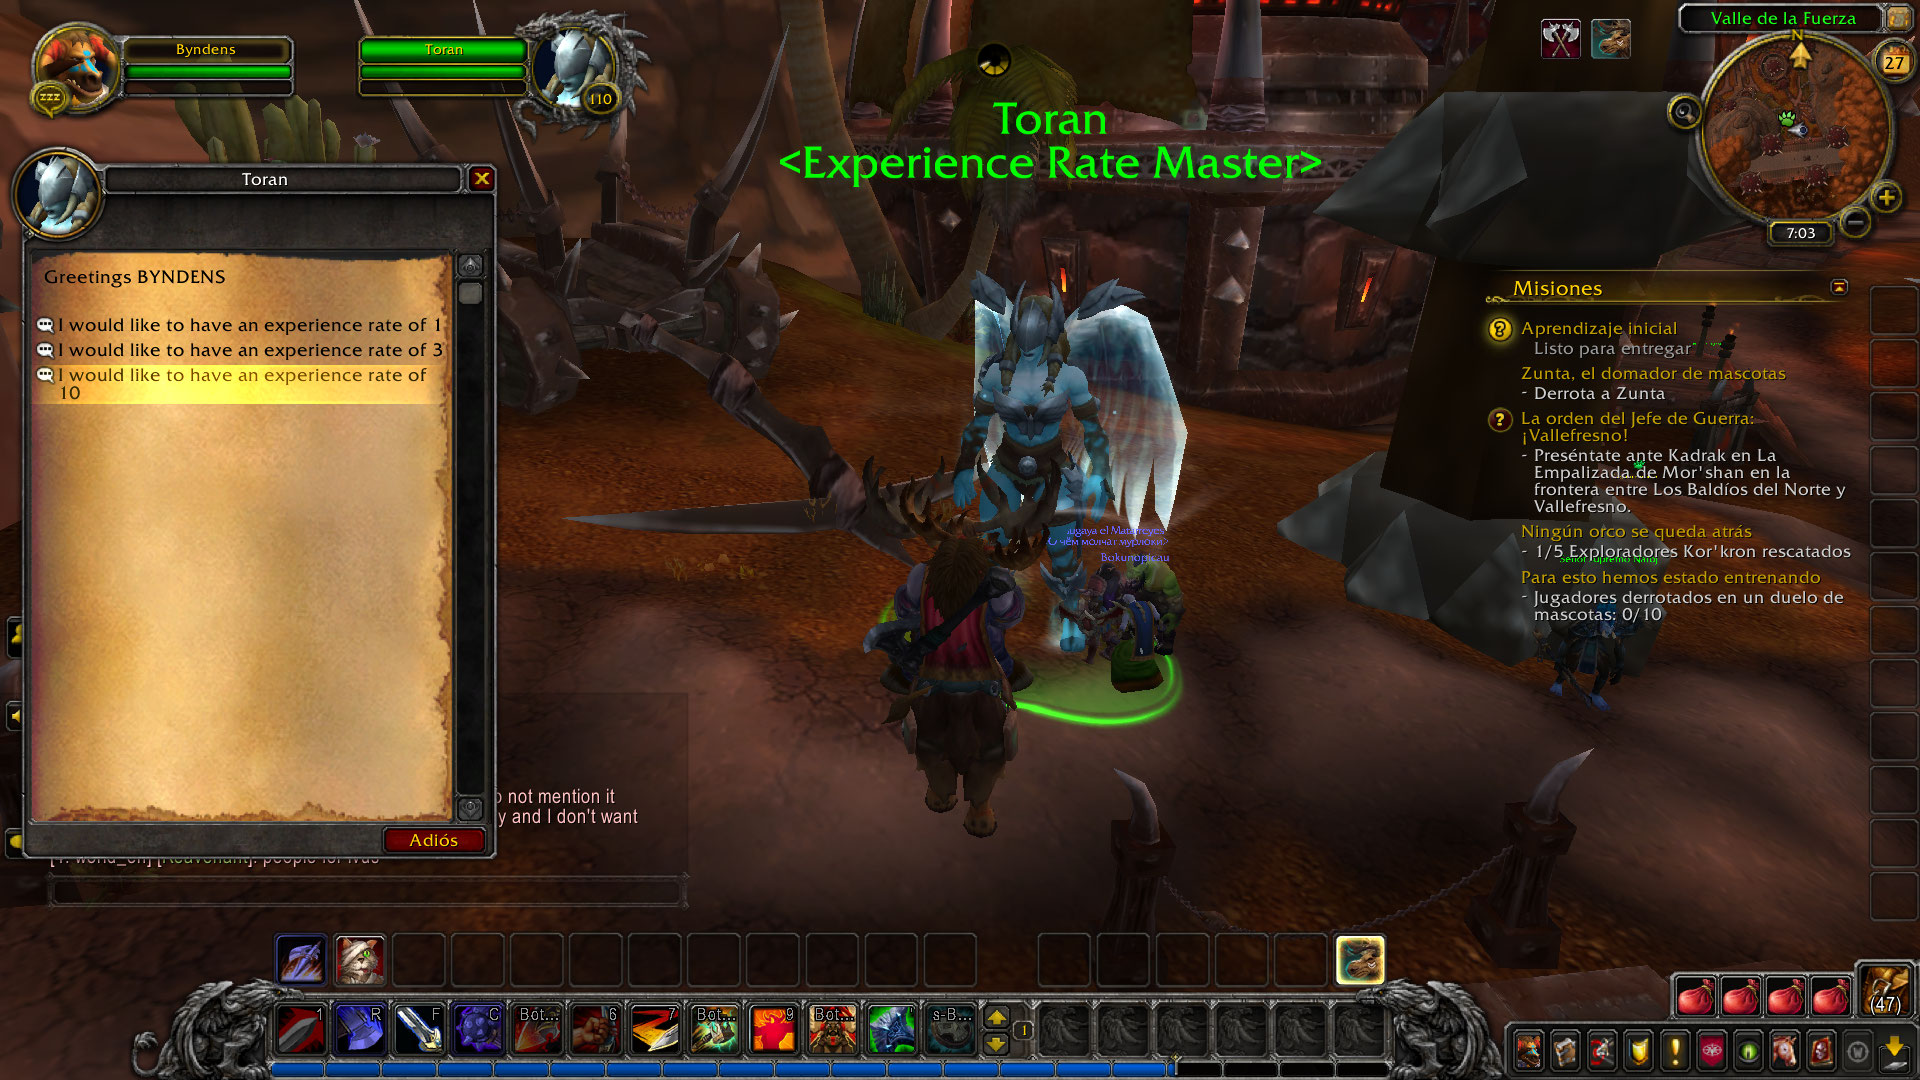 Byndens
zzz
Toran
110
Valle de la Fuerza
N
27
7:03
Toran
<Experience Rate Master>
Toran
Greetings BYNDENS
I would like to have an experience rate of 1
I would like to have an experience rate of 3
I would like to have an experience rate of
10
Adiós
Misiones
Aprendizaje inicial
Listo para entregar
Zunta, el domador de mascotas
- Derrota a Zunta
La orden del Jefe de Guerra:
¡Vallefresno!
- Preséntate ante Kadrak en La
Empalizada de Mor'shan en la
frontera entre Los Baldíos del Norte y
Vallefresno.
Ningún orco se queda atrás
- 1/5 Exploradores Kor'kron rescatados
Para esto hemos estado entrenando
- Jugadores derrotados en un duelo de
mascotas: 0/10
not mention it
y and I don't want
1
R
F
C
Bot...
6
7
Bot...
9
Bot...
s-B...
1
(47)